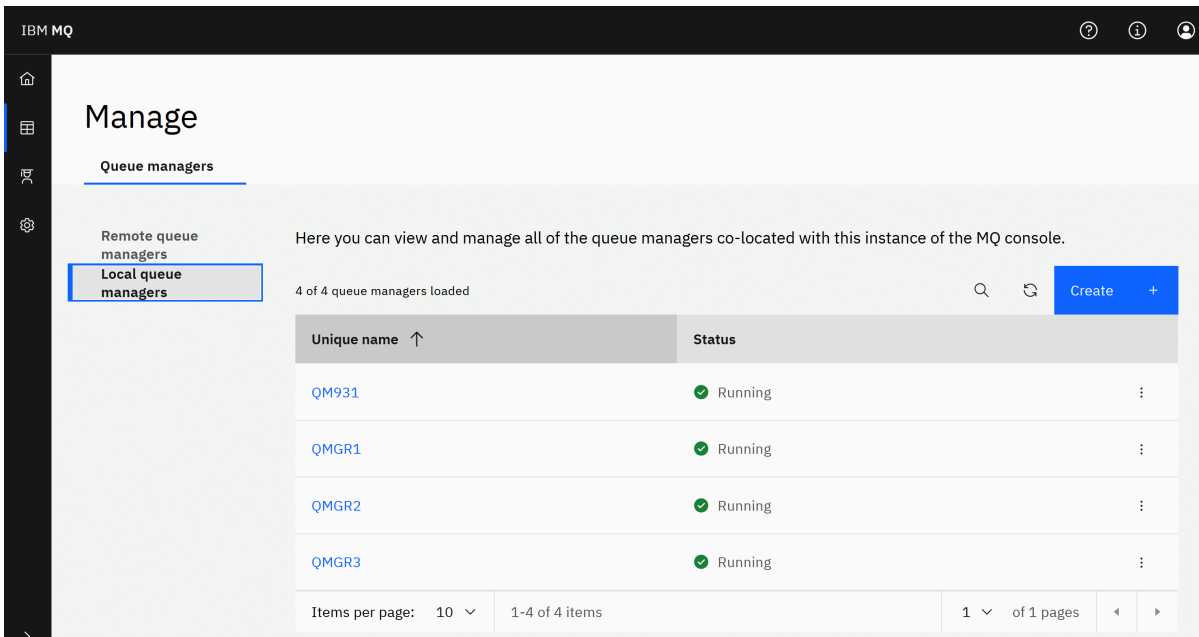 IBM MQ
Manage
Queue managers
Remote queue
managers
Local queue
managers
Here you can view and manage all of the queue managers co-located with this instance of the MQ console.
4 of 4 queue managers loaded
Create +
Unique name ↑ Status
QM931 Running
QMGR1 Running
QMGR2 Running
QMGR3 Running
Items per page: 10 1-4 of 4 items 1 of 1 pages